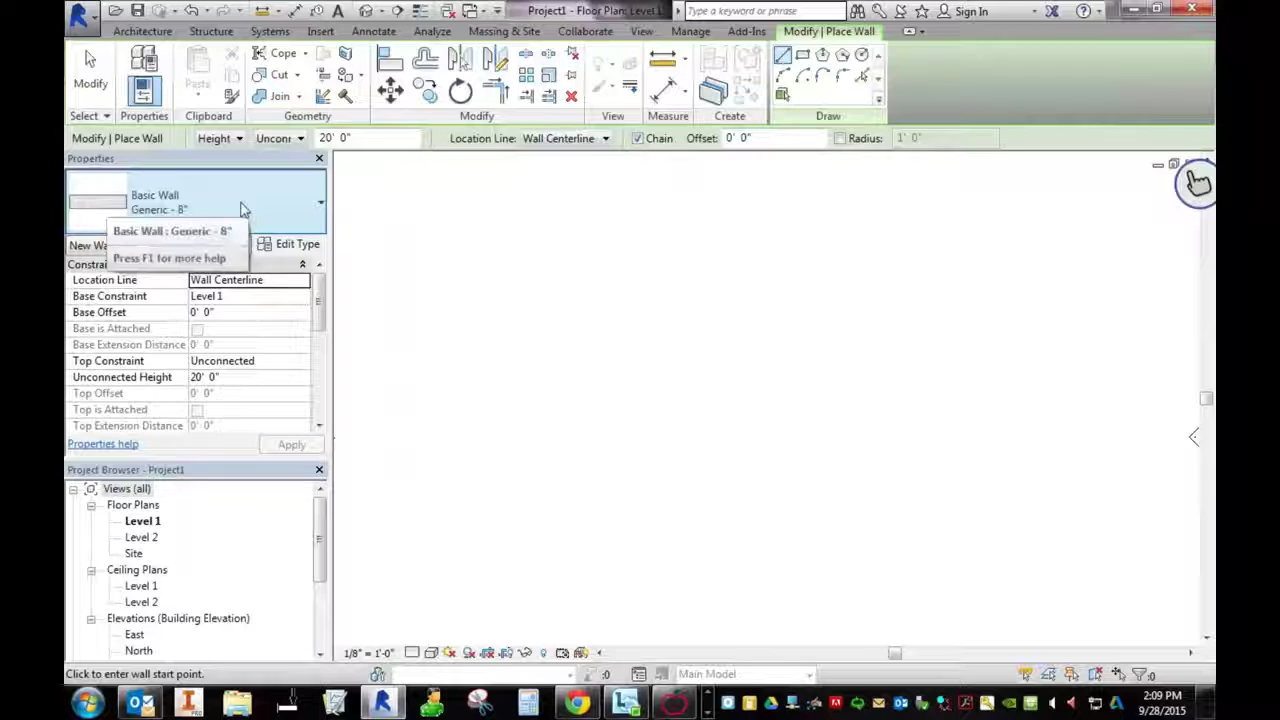 Project1 - Floor Plan: Level 1
Type a keyword or phrase
Sign In
Architecture
Structure
Systems
Insert
Annotate
Analyze
Massing & Site
Collaborate
View
Manage
Add-Ins
Modify | Place Wall
Cope
Cut
Join
Modify
Paste
Select
Properties
Clipboard
Geometry
Modify
View
Measure
Create
Draw
Modify | Place Wall
Height
Unconr
20' 0"
Location Line: Wall Centerline
Chain
Offset: 0' 0"
Radius: 1' 0"
Properties
Basic Wall
Generic - 8"
Basic Wall : Generic - 8"
New Wa
Edit Type
Press F1 for more help
Constrai
Location Line Wall Centerline
Base Constraint Level 1
Base Offset 0' 0"
Base is Attached
Base Extension Distance 0' 0"
Top Constraint Unconnected
Unconnected Height 20' 0"
Top Offset 0' 0"
Top is Attached
Top Extension Distance 0' 0"
Properties help
Apply
Project Browser - Project1
Views (all)
Floor Plans
Level 1
Level 2
Site
Ceiling Plans
Level 1
Level 2
Elevations (Building Elevation)
East
North
1/8" = 1'-0"
Click to enter wall start point.
:0
Main Model
:0
2:09 PM
9/28/2015